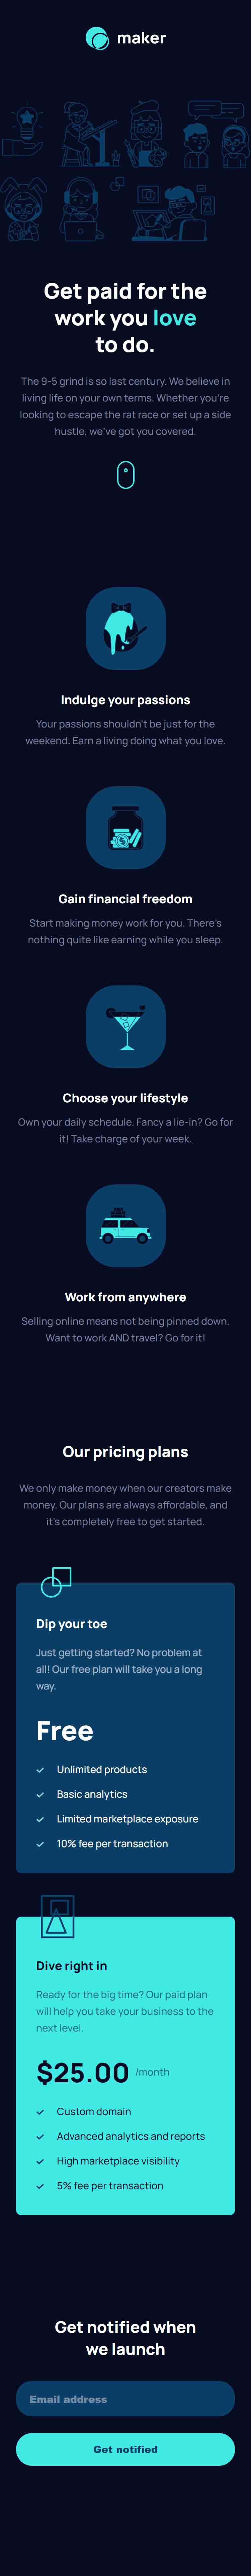 maker
Get paid for the
work you love
to do.
The 9-5 grind is so last century. We believe in
living life on your own terms. Whether you're
looking to escape the rat race or set up a side
hustle, we've got you covered.
Indulge your passions
Your passions shouldn't be just for the
weekend. Earn a living doing what you love.
Gain financial freedom
Start making money work for you. There's
nothing quite like earning while you sleep.
Choose your lifestyle
Own your daily schedule. Fancy a lie-in? Go for
it! Take charge of your week.
Work from anywhere
Selling online means not being pinned down.
Want to work AND travel? Go for it!
Our pricing plans
We only make money when our creators make
money. Our plans are always affordable, and
it's completely free to get started.
Dip your toe
Just getting started? No problem at
all! Our free plan will take you a long
way.
Free
Unlimited products
Basic analytics
Limited marketplace exposure
10% fee per transaction
Dive right in
Ready for the big time? Our paid plan
will help you take your business to the
next level.
$25.00 /month
Custom domain
Advanced analytics and reports
High marketplace visibility
5% fee per transaction
Get notified when
we launch
Email address
Get notified